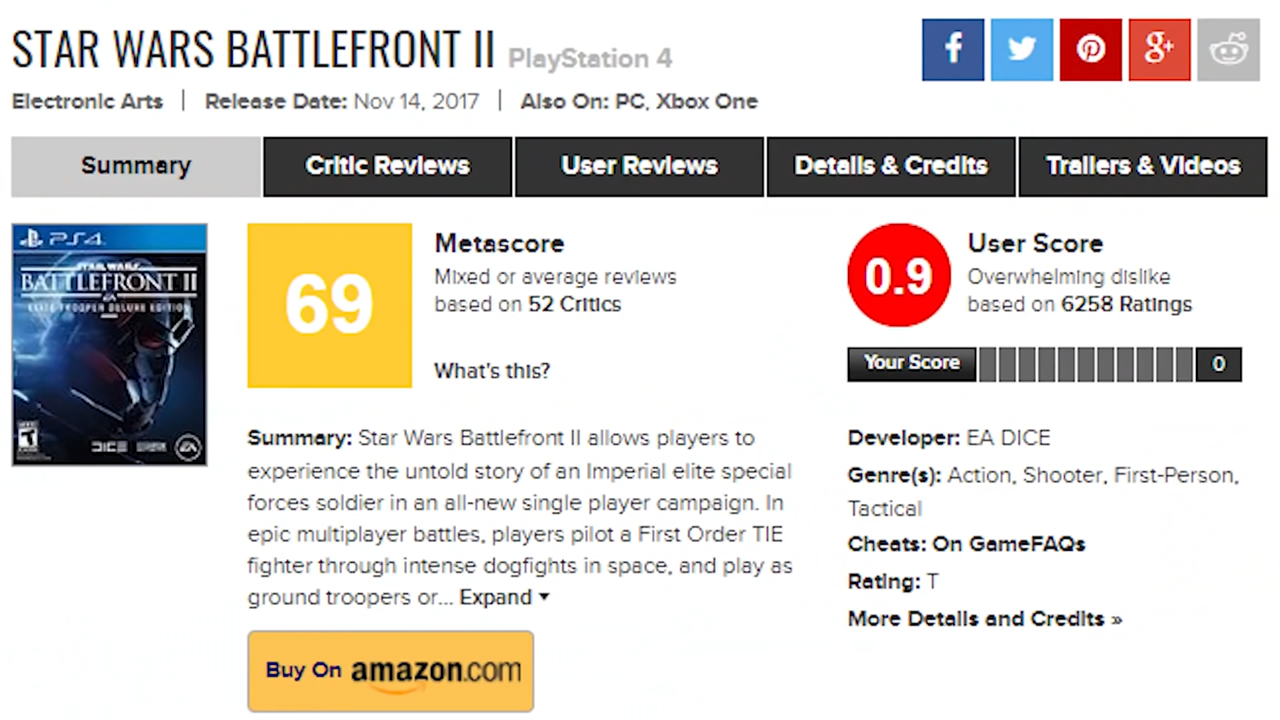 STAR WARS BATTLEFRONT II PlayStation 4
Electronic Arts | Release Date: Nov 14, 2017 | Also On: PC, Xbox One
Summary
Critic Reviews
User Reviews
Details & Credits
Trailers & Videos
PS4
STAR WARS
BATTLEFRONT II
EA
ELITE TROOPER DELUXE EDITION
T
DICE
EA
69
Metascore
Mixed or average reviews
based on 52 Critics
What's this?
0.9
User Score
Overwhelming dislike
based on 6258 Ratings
Your Score
0
Summary: Star Wars Battlefront II allows players to
experience the untold story of an Imperial elite special
forces soldier in an all-new single player campaign. In
epic multiplayer battles, players pilot a First Order TIE
fighter through intense dogfights in space, and play as
ground troopers or... Expand ▼
Buy On amazon.com
Developer: EA DICE
Genre(s): Action, Shooter, First-Person,
Tactical
Cheats: On GameFAQs
Rating: T
More Details and Credits »